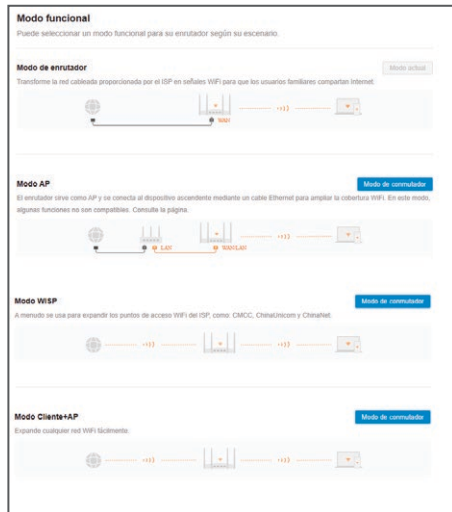 Modo funcional
Puede seleccionar un modo funcional para su enrutador según su escenario.
Modo de enrutador
Modo actual
Transforme la red cableada proporcionada por el ISP en señales WiFi para que los usuarios familiares compartan Internet.
WAN
Modo AP
Modo de conmutador
El enrutador sirve como AP y se conecta al dispositivo ascendente mediante un cable Ethernet para ampliar la cobertura WiFi. En este modo,
algunas funciones no son compatibles. Consulte la página.
LAN
WAN/LAN
Modo WISP
Modo de conmutador
A menudo se usa para expandir los puntos de acceso WiFi del ISP, como: CMCC, ChinaUnicom y ChinaNet.
Modo Cliente+AP
Modo de conmutador
Expande cualquier red WiFi fácilmente.